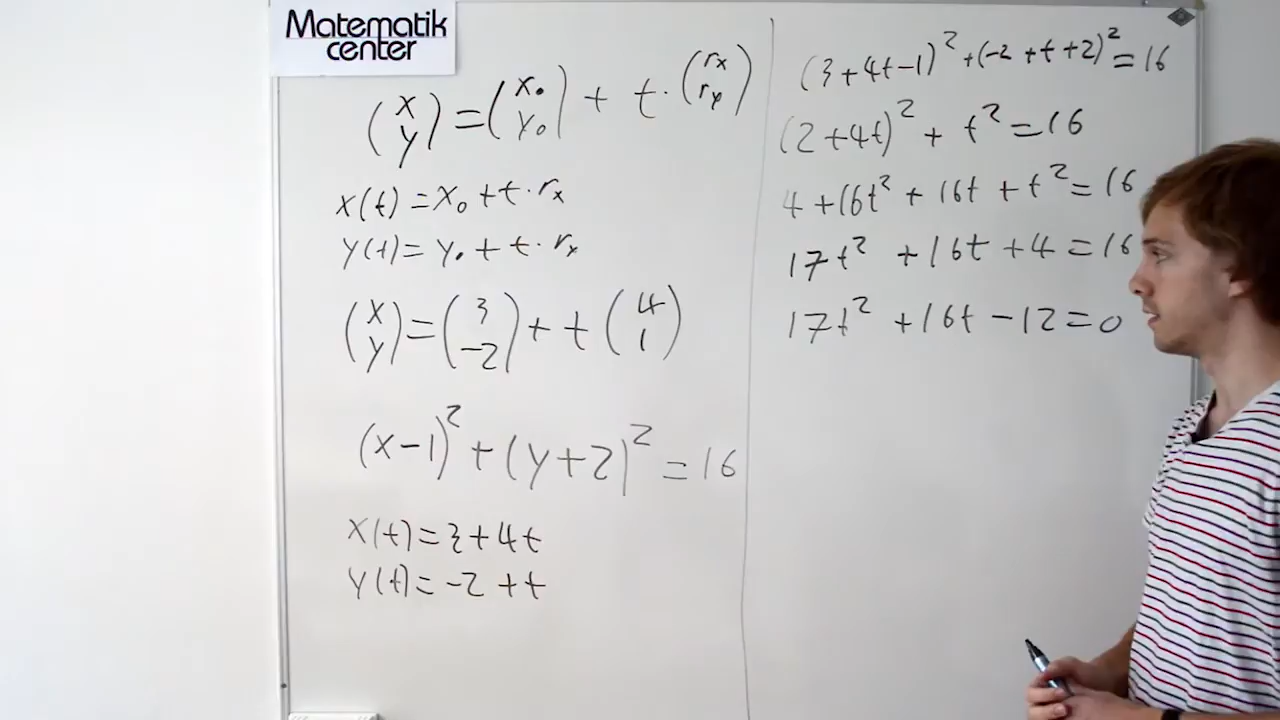 Matematik
center
(x y) = (x₀ y₀) + t · (rx ry)
x(t) = x₀ + t · rx
y(t) = y₀ + t · rx
(x y) = (3 -2) + t (4 1)
(x-1)² + (y+2)² = 16
x(t) = 3 + 4t
y(t) = -2 + t
(3+4t-1)² + (-2+t+2)² = 16
(2+4t)² + t² = 16
4 + 16t² + 16t + t² = 16
17t² + 16t + 4 = 16
17t² + 16t - 12 = 0